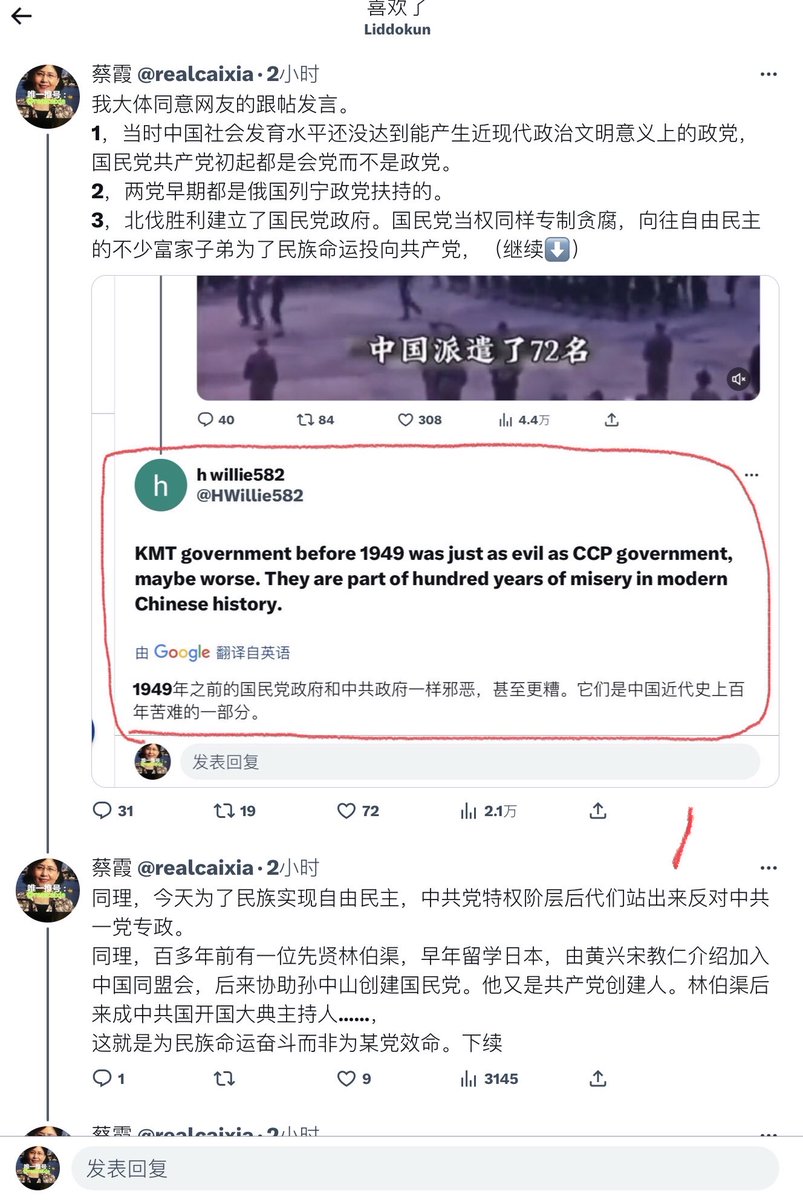 喜欢了
Liddokun
蔡霞 @realcaixia · 2小时
我大体同意网友的跟帖发言。
1，当时中国社会发育水平还没达到能产生近现代政治文明意义上的政党，
国民党共产党初起都是会党而不是政党。
2，两党早期都是俄国列宁政党扶持的。
3，北伐胜利建立了国民党政府。国民党当权同样专制贪腐，向往自由民主
的不少富家子弟为了民族命运投向共产党，（继续⬇️）
中国派遣了72名
40 84 308 4.4万
h
h willie582
@HWillie582
KMT government before 1949 was just as evil as CCP government,
maybe worse. They are part of hundred years of misery in modern
Chinese history.
由 Google 翻译自英语
1949年之前的国民党政府和中共政府一样邪恶，甚至更糟。它们是中国近代史上百
年苦难的一部分。
发表回复
31 19 72 2.1万
蔡霞 @realcaixia · 2小时
同理，今天为了民族实现自由民主，中共党特权阶层后代们站出来反对中共
一党专政。
同理，百多年前有一位先贤林伯渠，早年留学日本，由黄兴宋教仁介绍加入
中国同盟会，后来协助孙中山创建国民党。他又是共产党创建人。林伯渠后
来成中共国开国大典主持人……，
这就是为民族命运奋斗而非为某党效命。下续
1 9 3145
蔡霞 @realcaixia · 2小时
发表回复